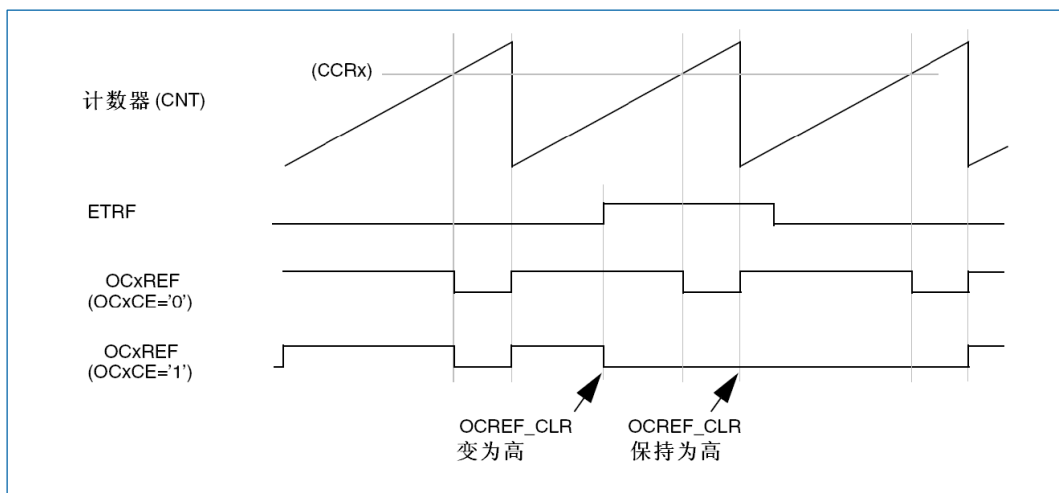 (CCRx)
计数器(CNT)
ETRF
OCxREF
(OCxCE='0')
OCxREF
(OCxCE='1')
OCREF_CLR
变为高
OCREF_CLR
保持为高